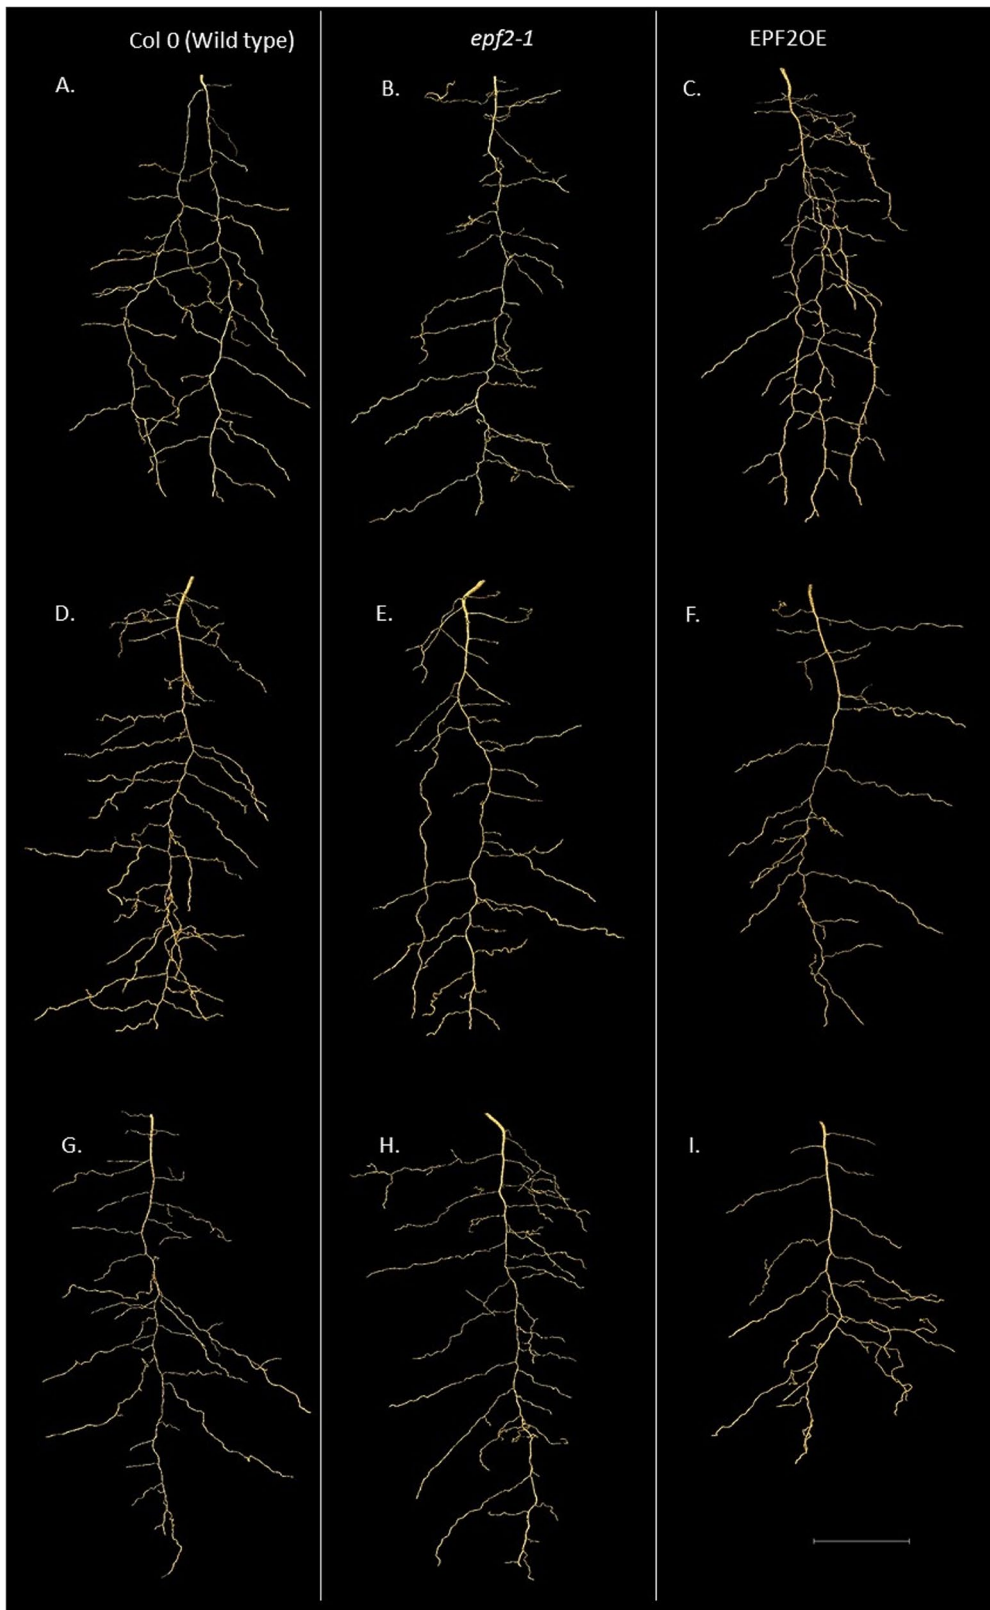 Col 0 (Wild type)
epf2-1
EPF2OE
A.
B.
C.
D.
E.
F.
G.
H.
I.